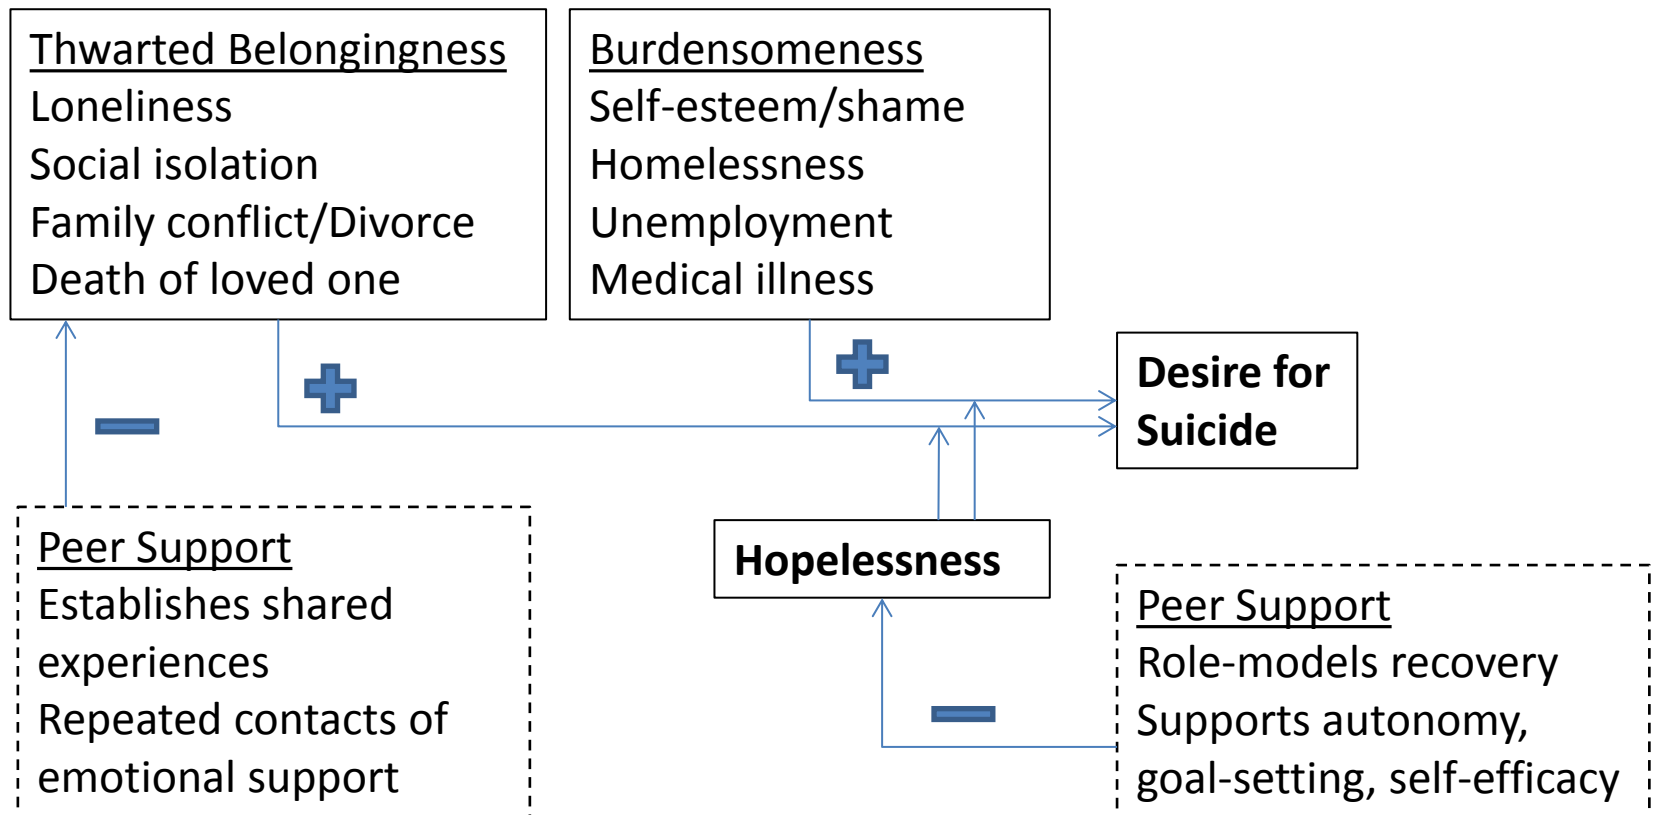 Thwarted Belongingness
Loneliness
Social isolation
Family conflict/Divorce
Death of loved one
Burdensomeness
Self-esteem/shame
Homelessness
Unemployment
Medical illness
Desire for
Suicide
Peer Support
Establishes shared
experiences
Repeated contacts of
emotional support
Hopelessness
Peer Support
Role-models recovery
Supports autonomy,
goal-setting, self-efficacy